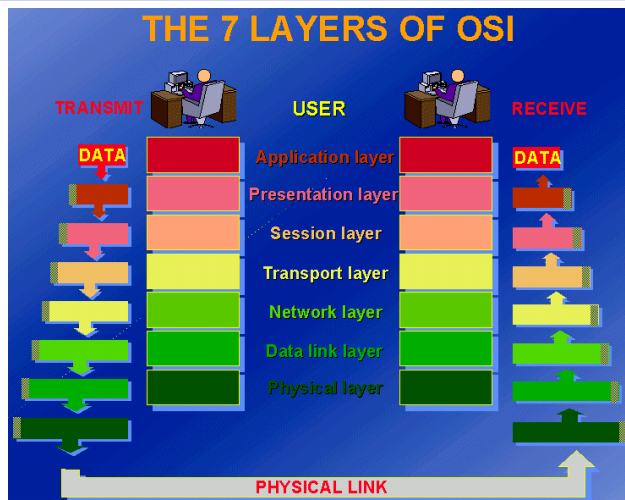 THE 7 LAYERS OF OSI
TRANSMIT
USER
RECEIVE
DATA
Application layer
DATA
Presentation layer
Session layer
Transport layer
Network layer
Data link layer
Physical layer
PHYSICAL LINK